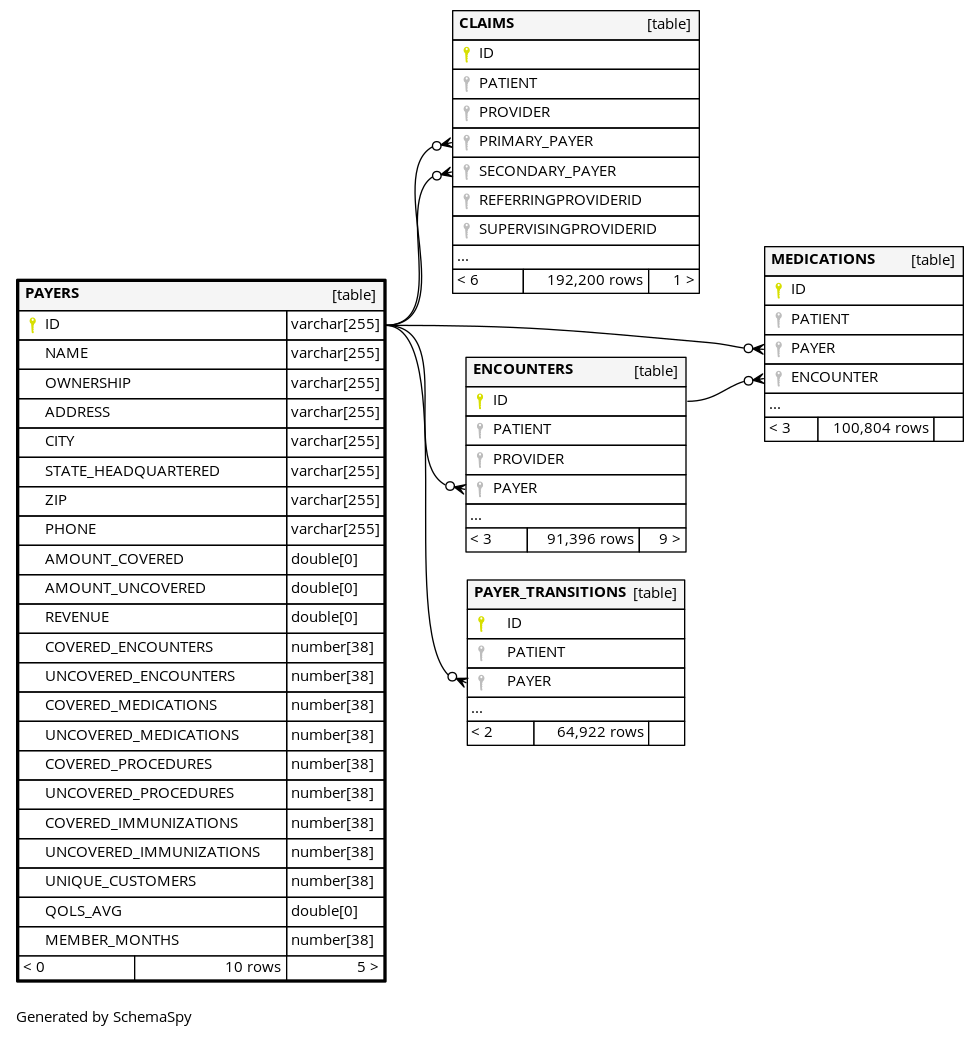 CLAIMS [table]
ID
PATIENT
PROVIDER
PRIMARY_PAYER
SECONDARY_PAYER
REFERRINGPROVIDERID
SUPERVISINGPROVIDERID
...
< 6 192,200 rows 1 >
MEDICATIONS [table]
ID
PATIENT
PAYER
ENCOUNTER
...
< 3 100,804 rows
PAYERS [table]
ID varchar[255]
NAME varchar[255]
OWNERSHIP varchar[255]
ADDRESS varchar[255]
CITY varchar[255]
STATE_HEADQUARTERED varchar[255]
ZIP varchar[255]
PHONE varchar[255]
AMOUNT_COVERED double[0]
AMOUNT_UNCOVERED double[0]
REVENUE double[0]
COVERED_ENCOUNTERS number[38]
UNCOVERED_ENCOUNTERS number[38]
COVERED_MEDICATIONS number[38]
UNCOVERED_MEDICATIONS number[38]
COVERED_PROCEDURES number[38]
UNCOVERED_PROCEDURES number[38]
COVERED_IMMUNIZATIONS number[38]
UNCOVERED_IMMUNIZATIONS number[38]
UNIQUE_CUSTOMERS number[38]
QOLS_AVG double[0]
MEMBER_MONTHS number[38]
< 0 10 rows 5 >
ENCOUNTERS [table]
ID
PATIENT
PROVIDER
PAYER
...
< 3 91,396 rows 9 >
PAYER_TRANSITIONS [table]
ID
PATIENT
PAYER
...
< 2 64,922 rows
Generated by SchemaSpy